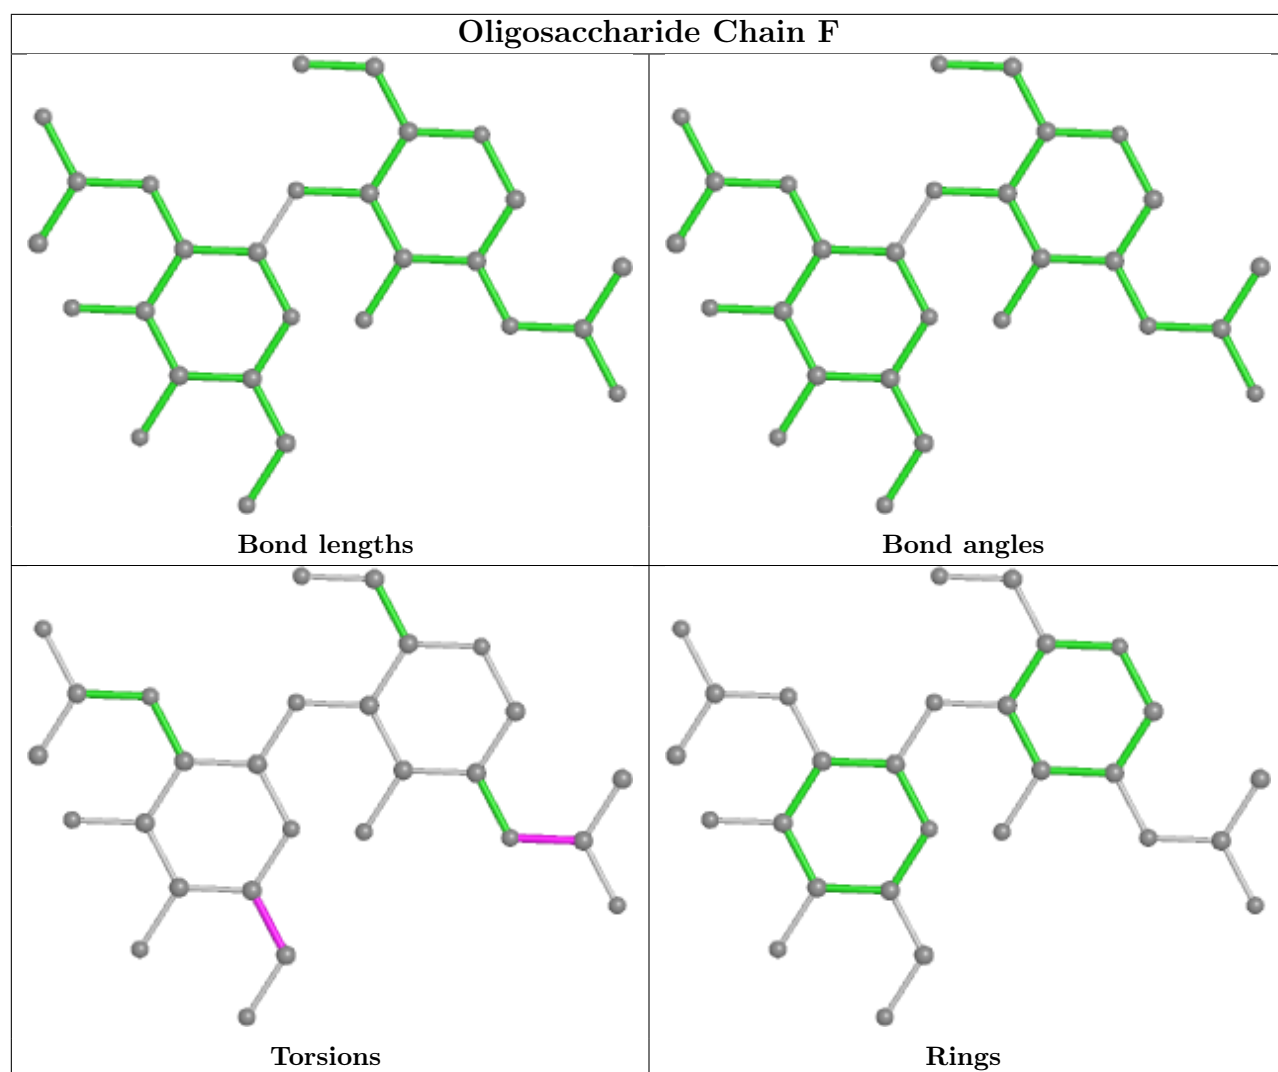 Oligosaccharide Chain F
Bond lengths
Bond angles
Torsions
Rings